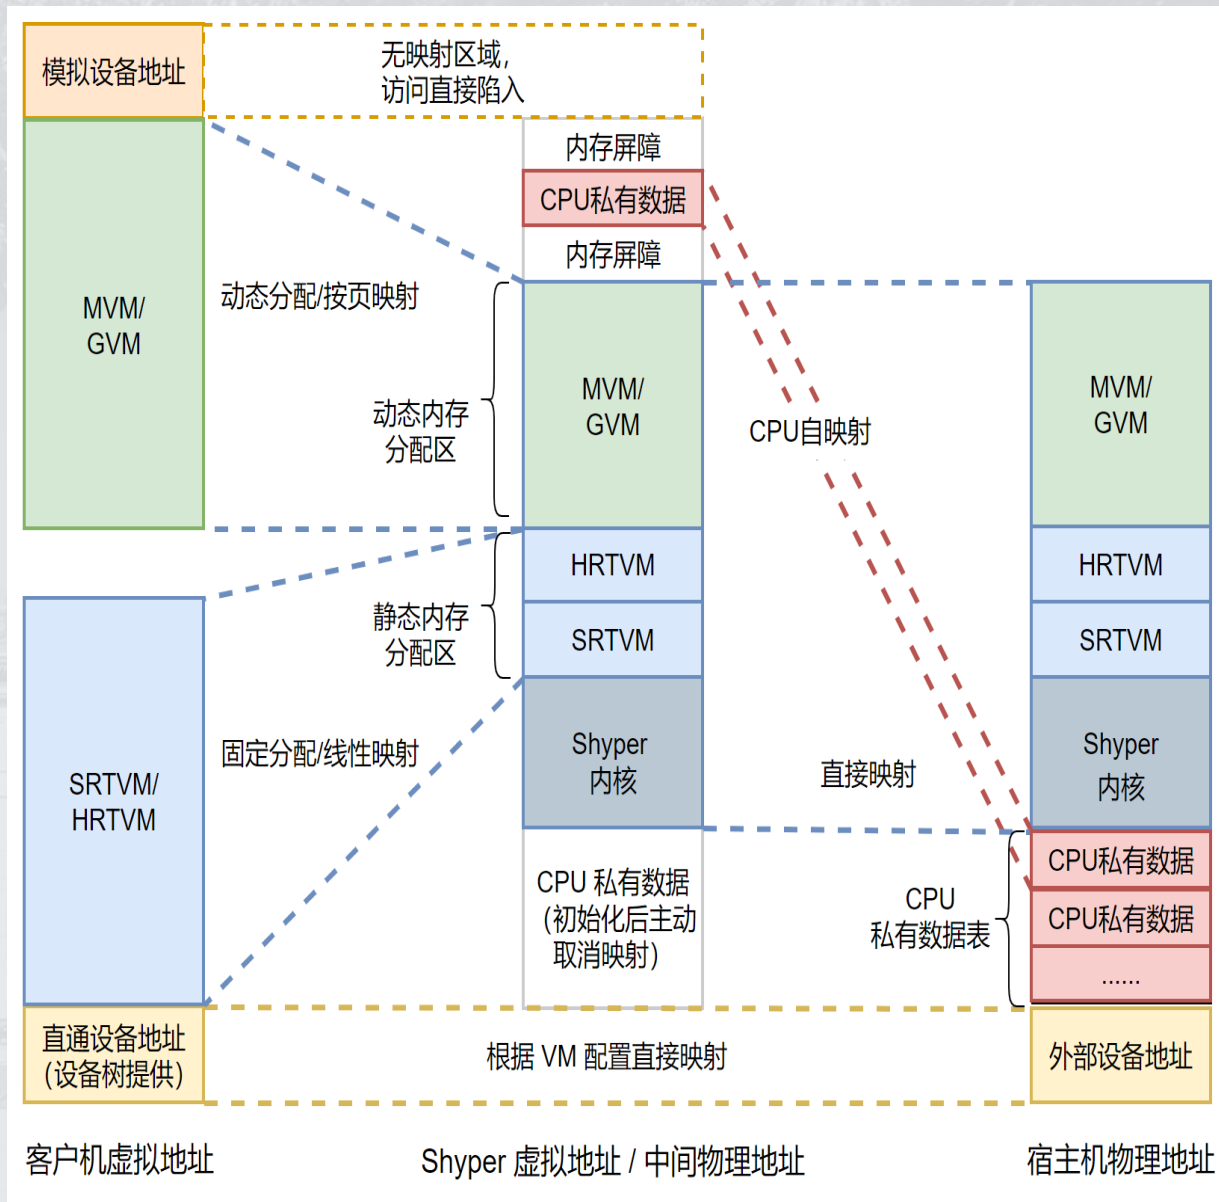 模拟设备地址
无映射区域，
访问直接陷入
内存屏障
CPU私有数据
内存屏障
MVM/
GVM
动态分配/按页映射
动态内存
分配区
MVM/
GVM
CPU自映射
MVM/
GVM
HRTVM
SRTVM
静态内存
分配区
HRTVM
SRTVM
SRTVM/
HRTVM
固定分配/线性映射
Shyper
内核
直接映射
Shyper
内核
CPU 私有数据
（初始化后主动
取消映射）
CPU
私有数据表
CPU私有数据
CPU私有数据
......
直通设备地址
（设备树提供）
根据 VM 配置直接映射
外部设备地址
客户机虚拟地址
Shyper 虚拟地址 / 中间物理地址
宿主机物理地址